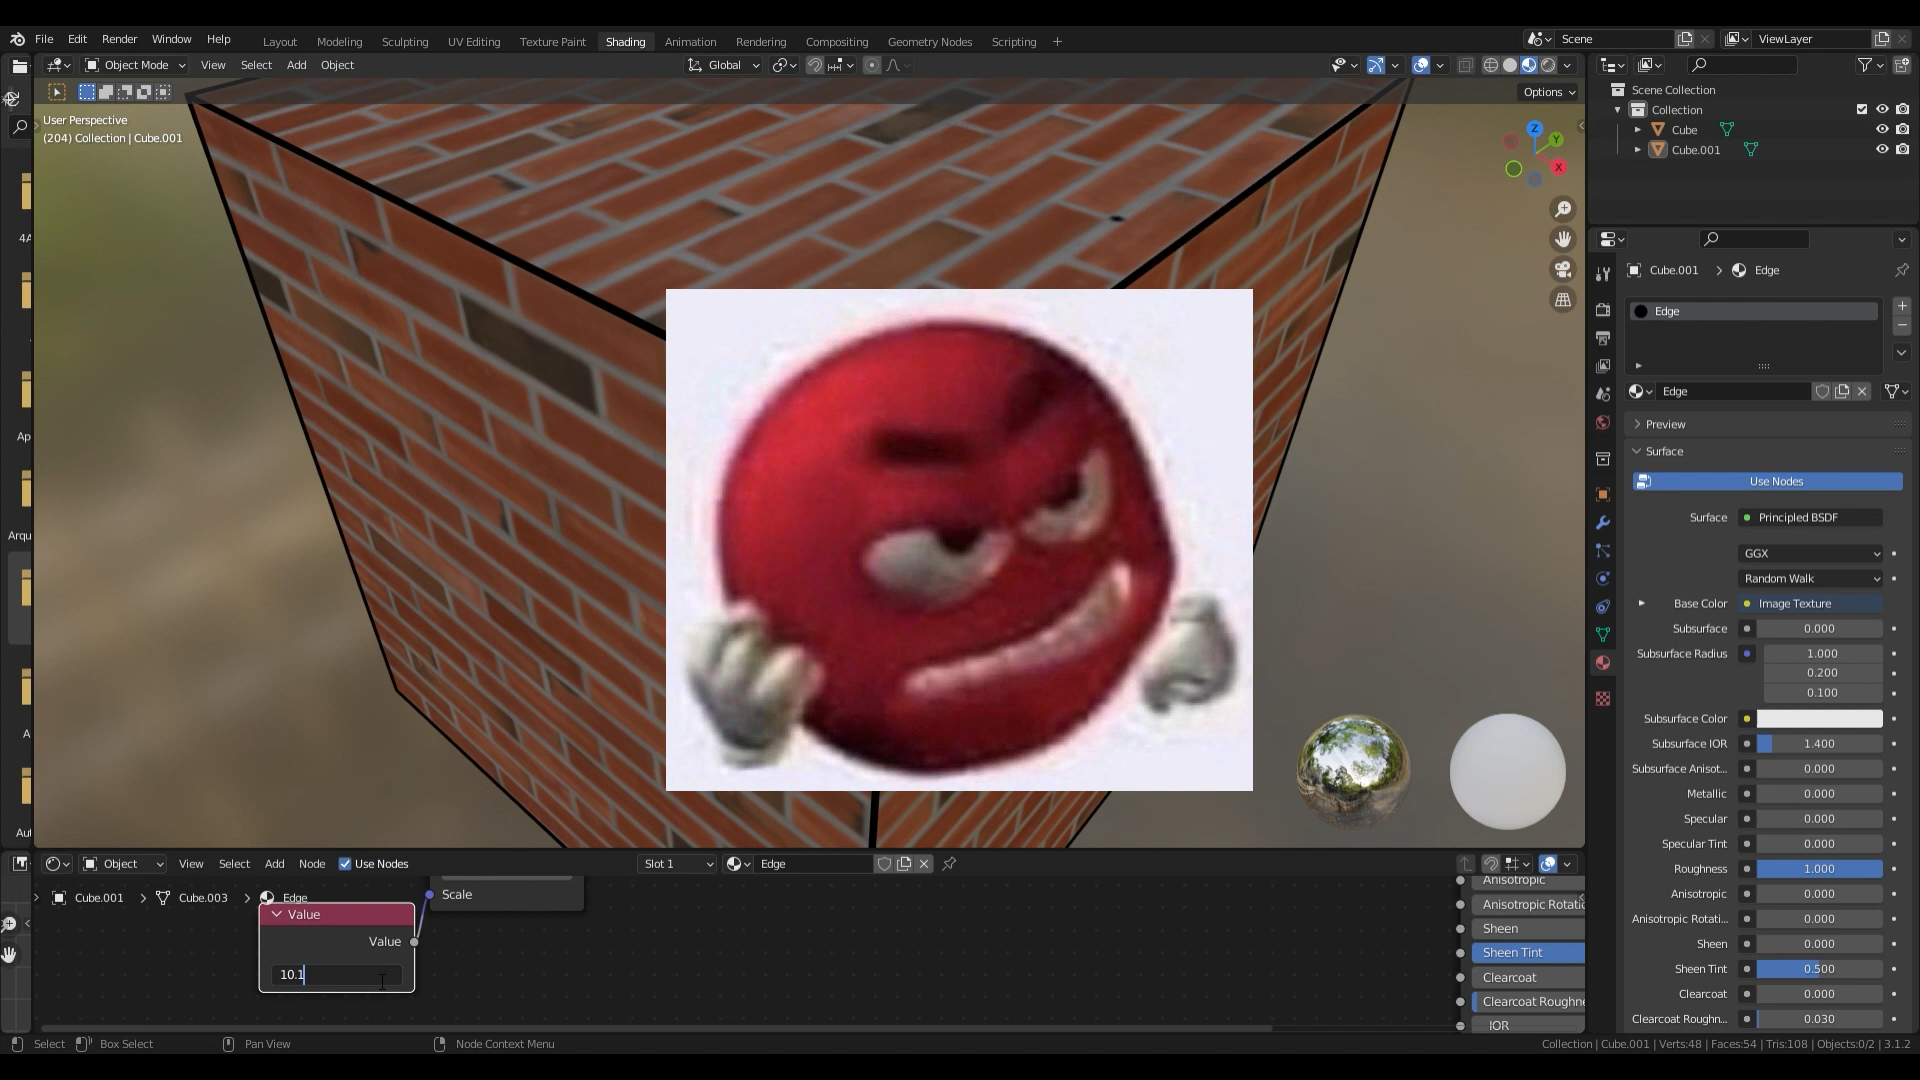 File Edit Render Window Help Layout Modeling Sculpting UV Editing Texture Paint Shading Animation Rendering Compositing Geometry Nodes Scripting Scene ViewLayer
Object Mode View Select Add Object Global
Options
User Perspective
(204) Collection | Cube.001
Z
Y
X
Scene Collection
Collection
Cube
Cube.001
Cube.001 Edge
Edge
Edge
Preview
Surface
Use Nodes
Surface Principled BSDF
GGX
Random Walk
Base Color Image Texture
Subsurface 0.000
Subsurface Radius 1.000
0.200
0.100
Subsurface Color
Subsurface IOR 1.400
Subsurface Anisot... 0.000
Metallic 0.000
Specular 0.000
Specular Tint 0.000
Roughness 1.000
Anisotropic 0.000
Anisotropic Rotati... 0.000
Sheen 0.000
Sheen Tint 0.500
Clearcoat 0.000
Clearcoat Roughn... 0.030
4A
Ap
Arqu
A
Aut
Object View Select Add Node Use Nodes Slot 1 Edge
Cube.001 Cube.003 Edge
Scale
Value
Value
10.1
Anisotropic
Anisotropic Rotati
Sheen
Sheen Tint
Clearcoat
Clearcoat Roughne
IOR
Select Box Select Pan View Node Context Menu Collection | Cube.001 | Verts:48 | Faces:54 | Tris:108 | Objects:0/2 | 3.1.2